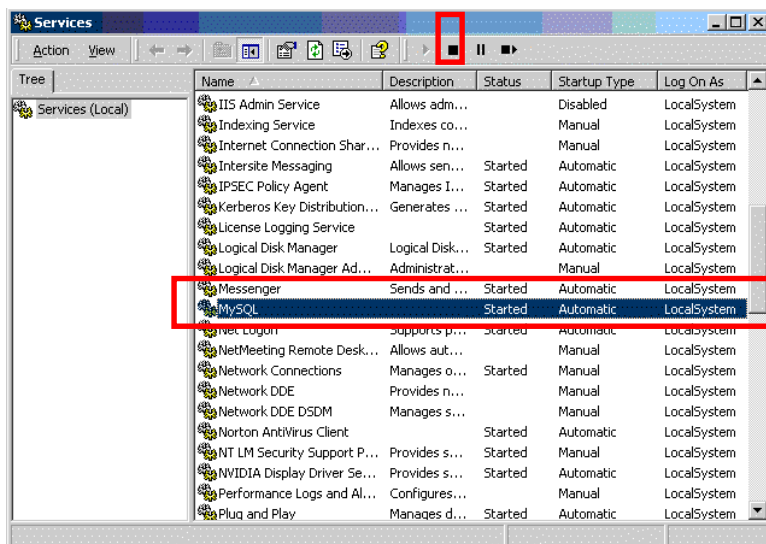 Services
Action View
Tree
Name Description Status Startup Type Log On As
Services (Local)
IIS Admin Service Allows adm... Disabled LocalSystem
Indexing Service Indexes co... Manual LocalSystem
Internet Connection Shar... Provides n... Manual LocalSystem
Intersite Messaging Allows sen... Started Automatic LocalSystem
IPSEC Policy Agent Manages I... Started Automatic LocalSystem
Kerberos Key Distribution... Generates ... Started Automatic LocalSystem
License Logging Service Started Automatic LocalSystem
Logical Disk Manager Logical Disk... Started Automatic LocalSystem
Logical Disk Manager Ad... Administrat... Manual LocalSystem
Messenger Sends and ... Started Automatic LocalSystem
MySQL Started Automatic LocalSystem
Net Logon Supports p... Started Automatic LocalSystem
NetMeeting Remote Desk... Allows aut... Manual LocalSystem
Network Connections Manages o... Started Manual LocalSystem
Network DDE Provides n... Manual LocalSystem
Network DDE DSDM Manages s... Manual LocalSystem
Norton AntiVirus Client Started Automatic LocalSystem
NT LM Security Support P... Provides s... Started Manual LocalSystem
NVIDIA Display Driver Se... Provides s... Started Automatic LocalSystem
Performance Logs and Al... Configures... Manual LocalSystem
Plug and Play Manages d... Started Automatic LocalSystem